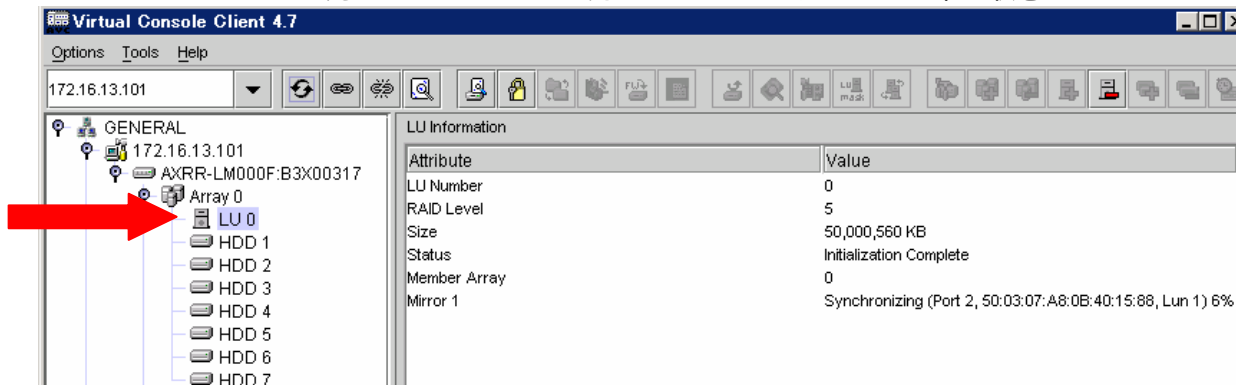 Virtual Console Client 4.7
Options Tools Help
172.16.13.101
GENERAL
172.16.13.101
AXRR-LM000F:B3X00317
Array 0
LU 0
HDD 1
HDD 2
HDD 3
HDD 4
HDD 5
HDD 6
HDD 7
LU Information
Attribute Value
LU Number 0
RAID Level 5
Size 50,000,560 KB
Status Initialization Complete
Member Array 0
Mirror 1 Synchronizing (Port 2, 50:03:07:A8:0B:40:15:88, Lun 1) 6%